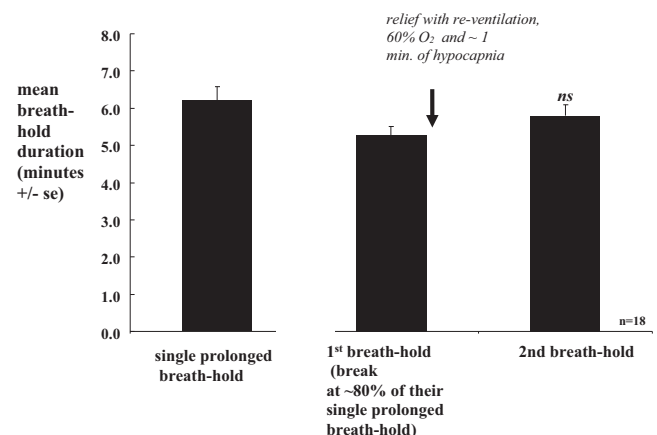 relief with re-ventilation,
60% O₂ and ~ 1
min. of hypocapnia
mean
breath-
hold
duration
(minutes
+/- se)
8.0
7.0
6.0
5.0
4.0
3.0
2.0
1.0
0.0
ns
n=18
single prolonged
breath-hold
1st breath-hold
(break
at ~80% of their
single prolonged
breath-hold)
2nd breath-hold